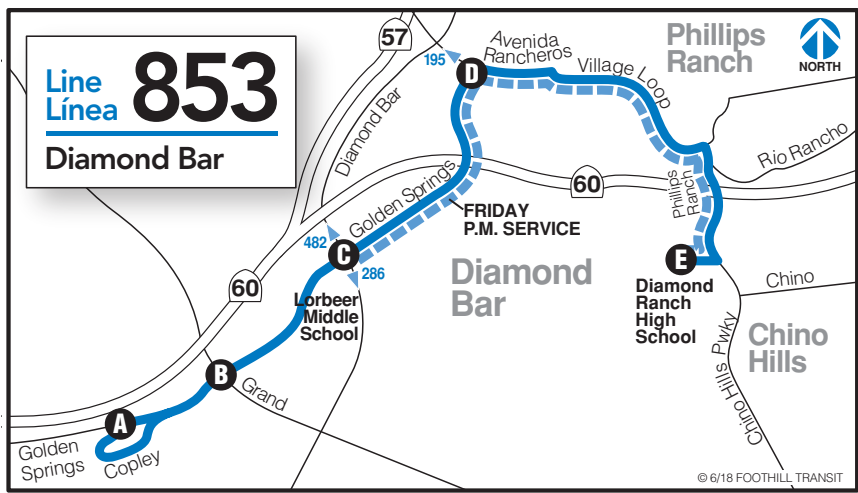 Line
Línea
853
Diamond Bar
57
195
D
Avenida
Rancheros
Village Loop
Phillips
Ranch
NORTH
Diamond Bar
Golden Springs
60
Rio Rancho
Phillips
Ranch
FRIDAY
P.M. SERVICE
482
C
286
Diamond
Bar
E
Diamond
Ranch
High
School
Chino
Chino
Hills
Chino Hills Pwky
60
Lorbeer
Middle
School
B
Grand
A
Golden
Springs
Copley
© 6/18 FOOTHILL TRANSIT